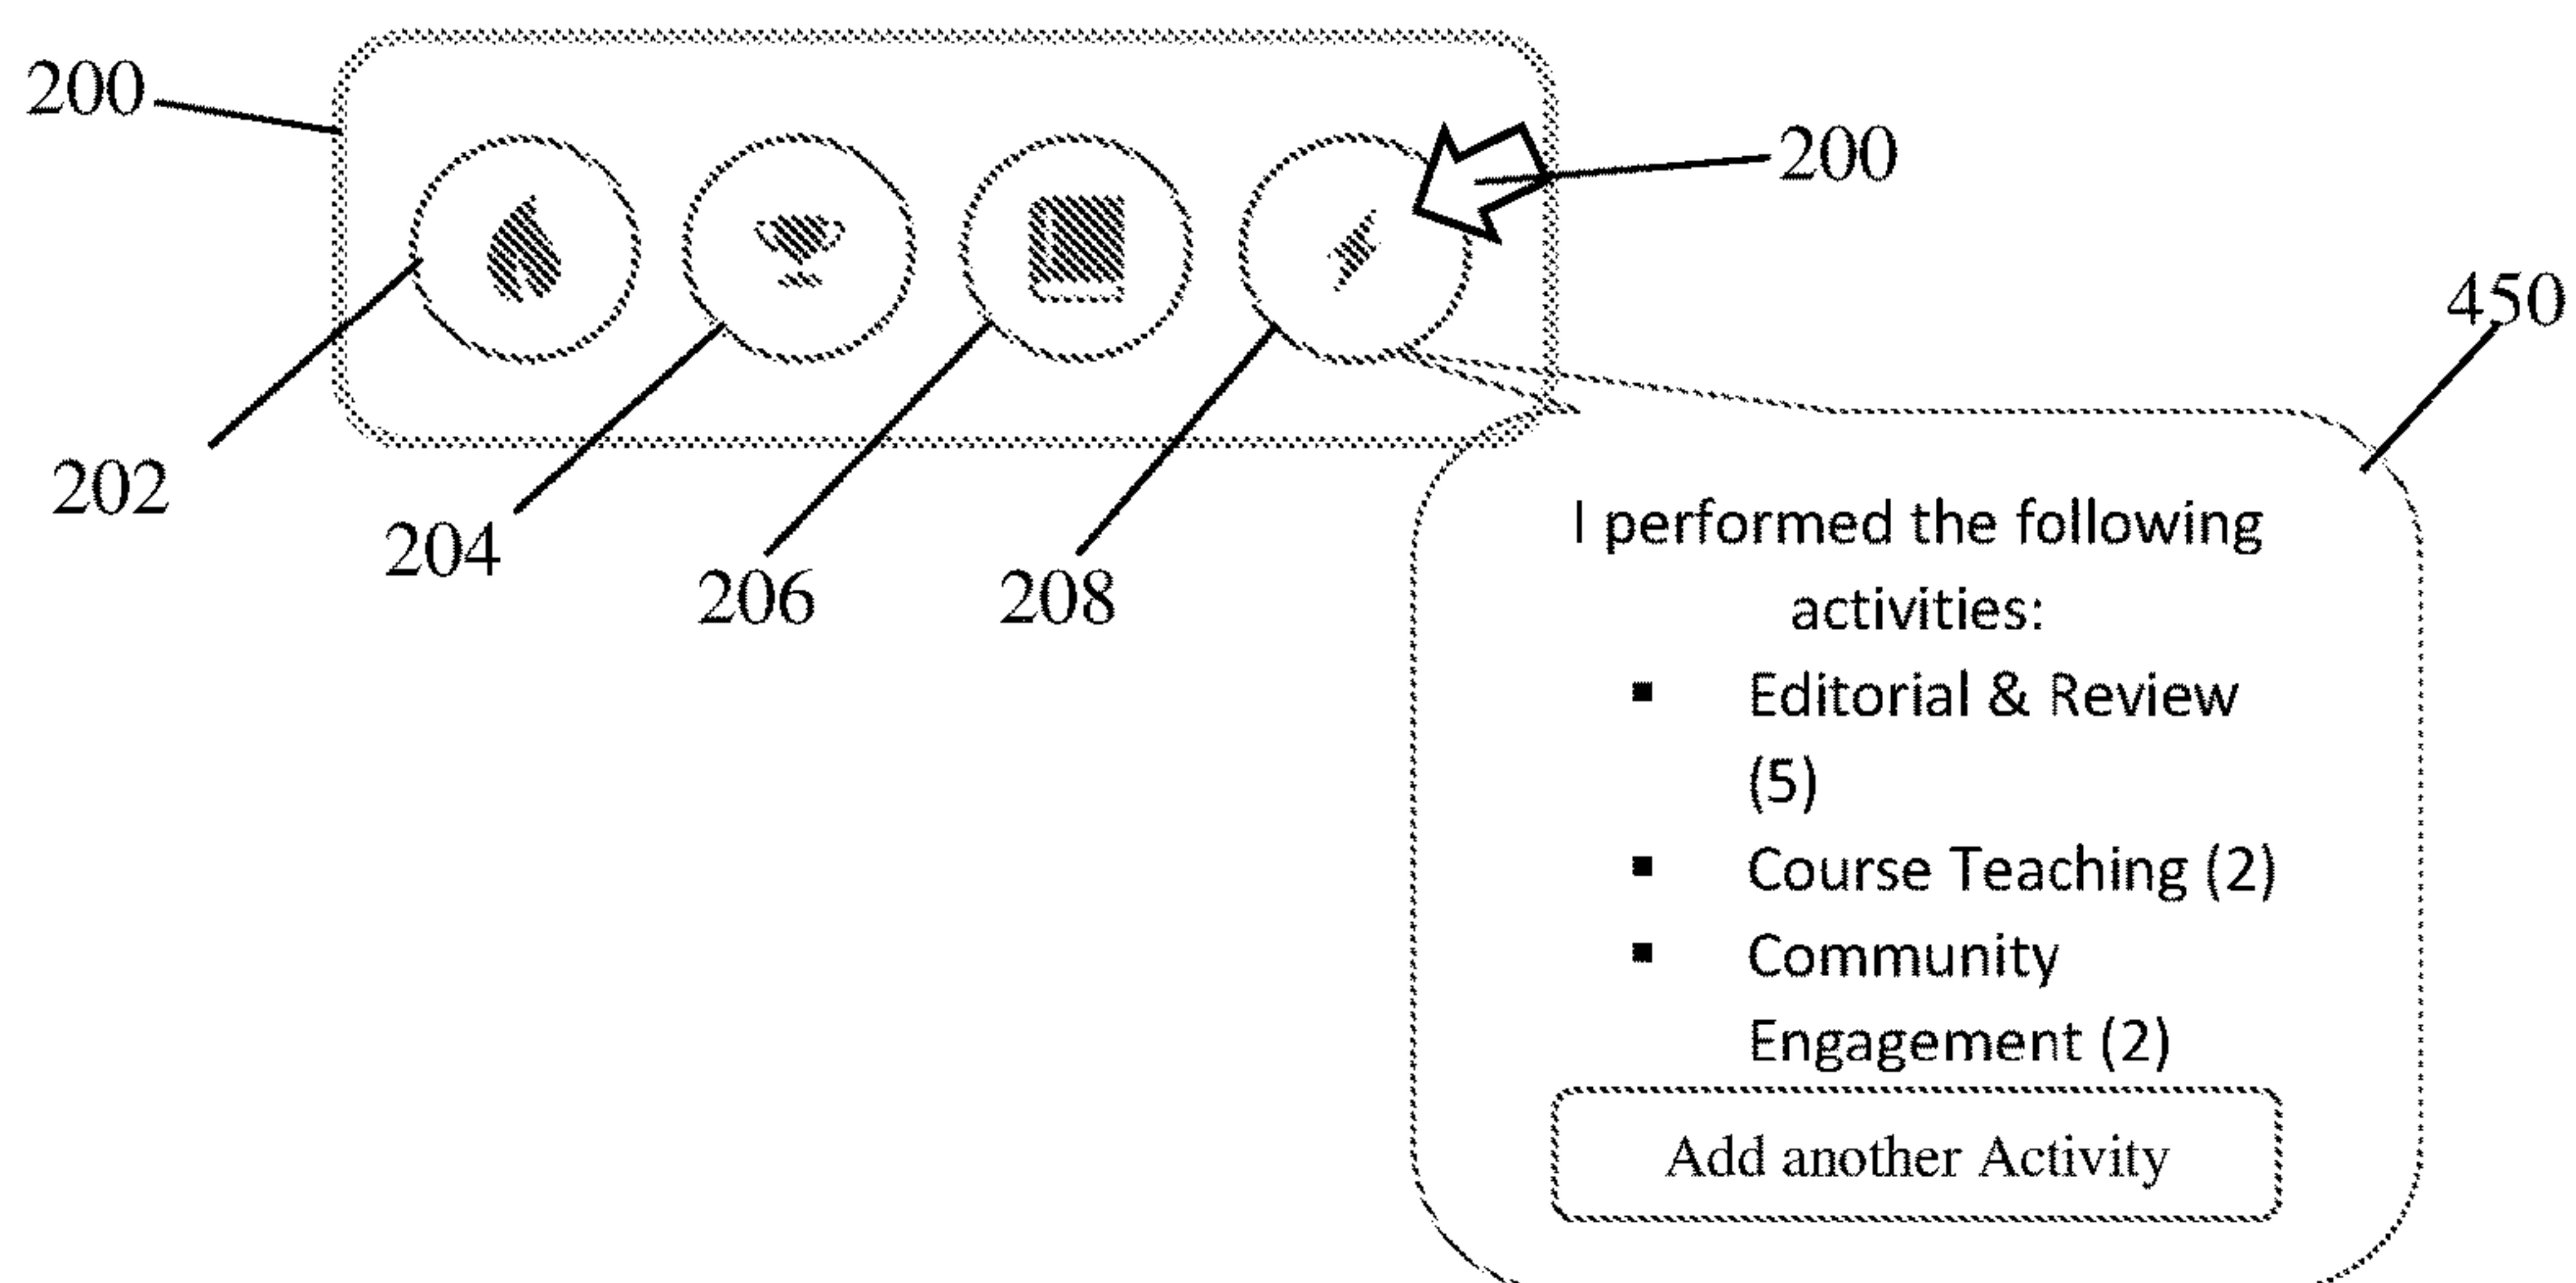 200
200
450
202
204
206
208
I performed the following
activities:
▪ Editorial & Review
(5)
▪ Course Teaching (2)
▪ Community
Engagement (2)
Add another Activity